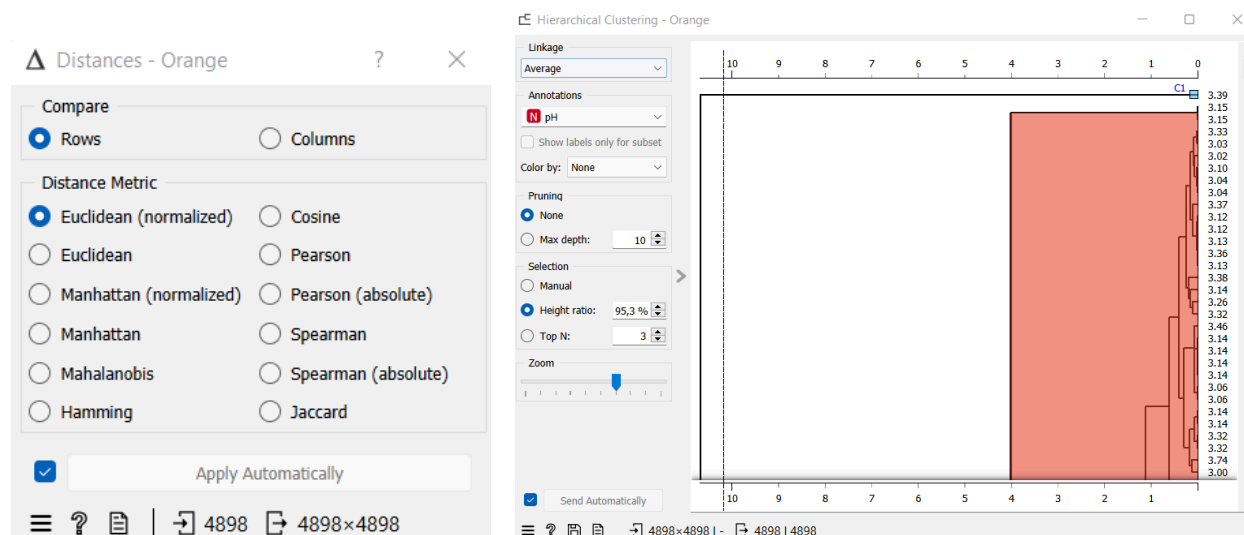 Distances - Orange ? ×
Compare
Rows Columns
Distance Metric
Euclidean (normalized) Cosine
Euclidean Pearson
Manhattan (normalized) Pearson (absolute)
Manhattan Spearman
Mahalanobis Spearman (absolute)
Hamming Jaccard
Apply Automatically
? 4898 4898×4898
Hierarchical Clustering - Orange
Linkage
Average
Annotations
N pH
Show labels only for subset
Color by: None
Pruning
None
Max depth: 10
Selection
Manual
Height ratio: 95,3 %
Top N: 3
Zoom
Send Automatically
? 4898×4898 | - 4898 | 4898
10 9 8 7 6 5 4 3 2 1 0
C1
3.39
3.15
3.15
3.33
3.03
3.02
3.10
3.04
3.04
3.37
3.12
3.12
3.13
3.36
3.13
3.38
3.14
3.26
3.32
3.46
3.14
3.14
3.14
3.14
3.06
3.06
3.14
3.14
3.32
3.32
3.74
3.00
10 9 8 7 6 5 4 3 2 1